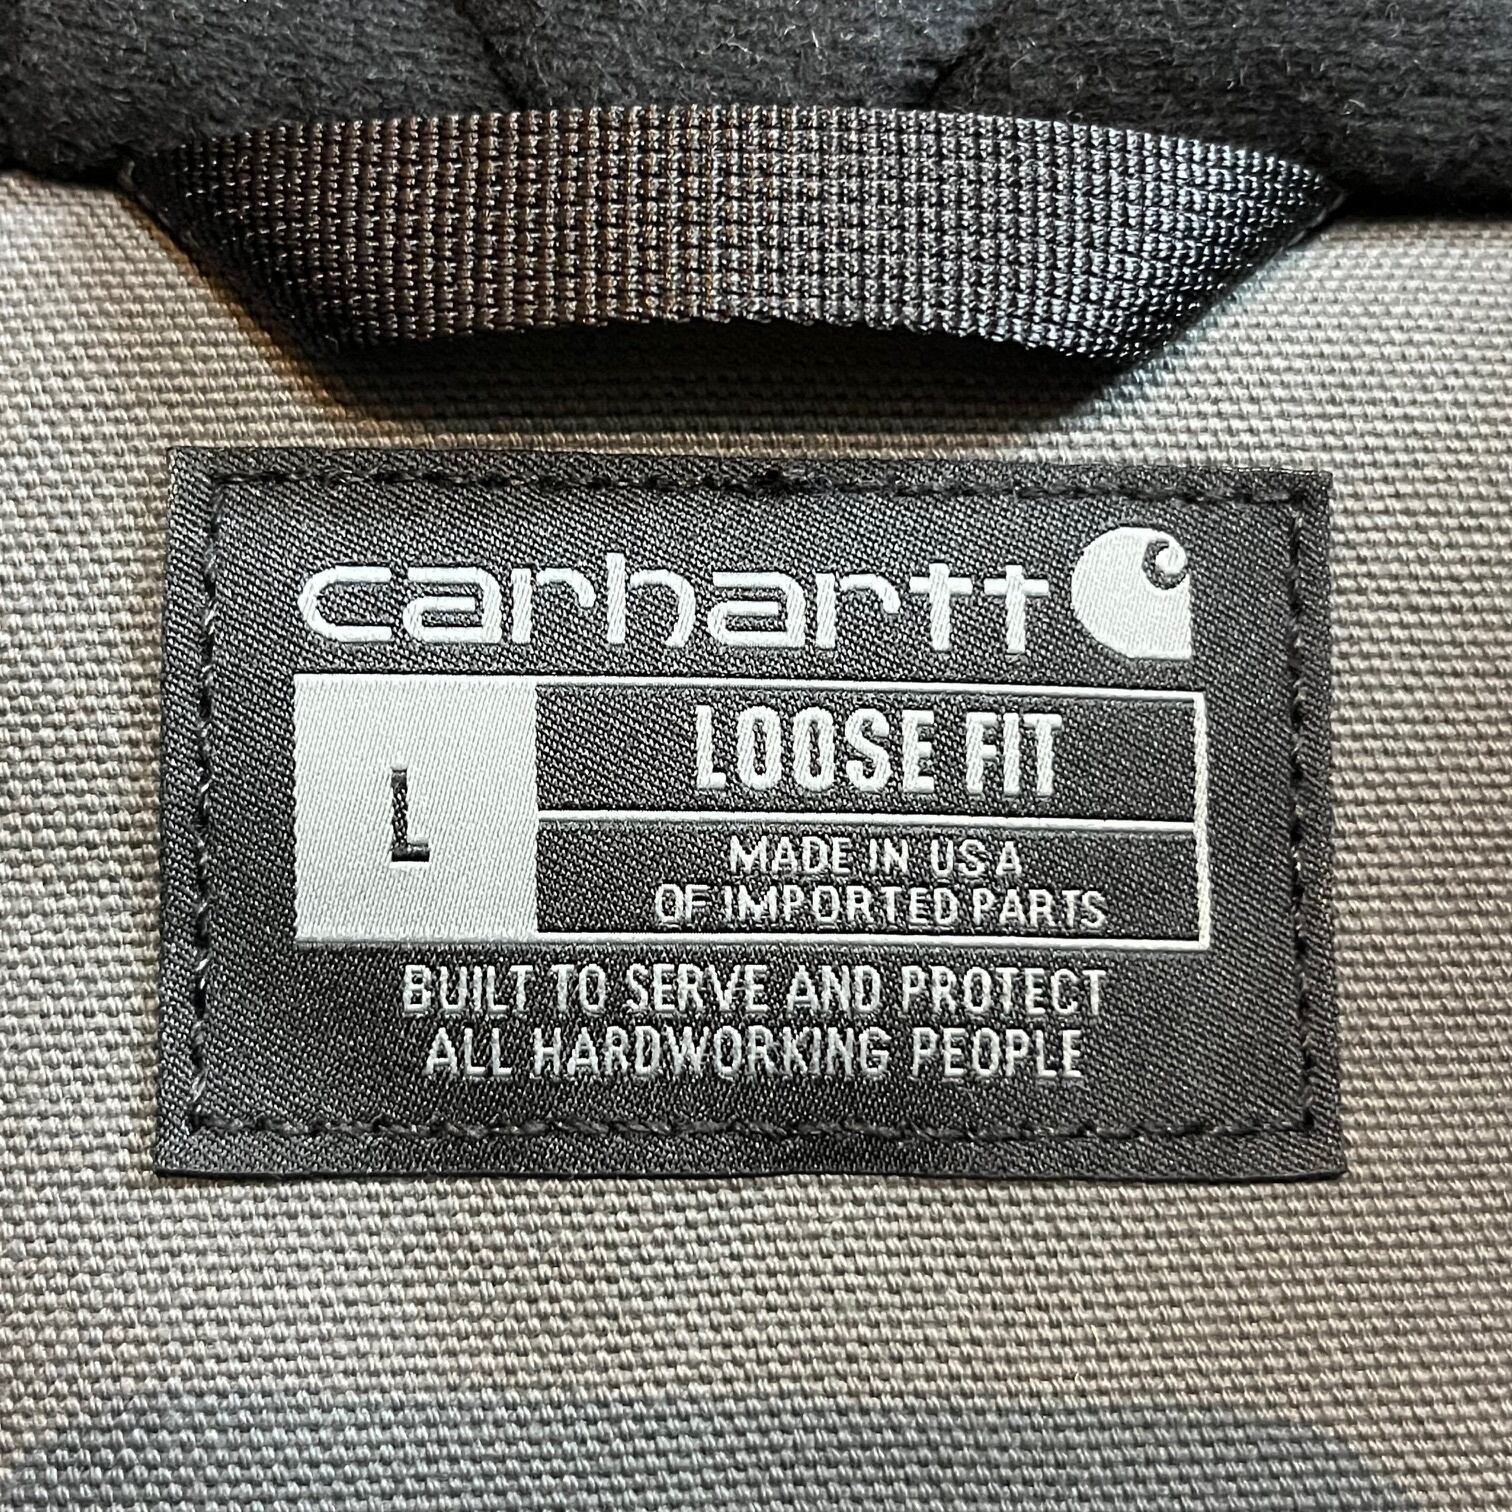 carhartt
L
LOOSE FIT
MADE IN USA
OF IMPORTED PARTS
BUILT TO SERVE AND PROTECT
ALL HARDWORKING PEOPLE